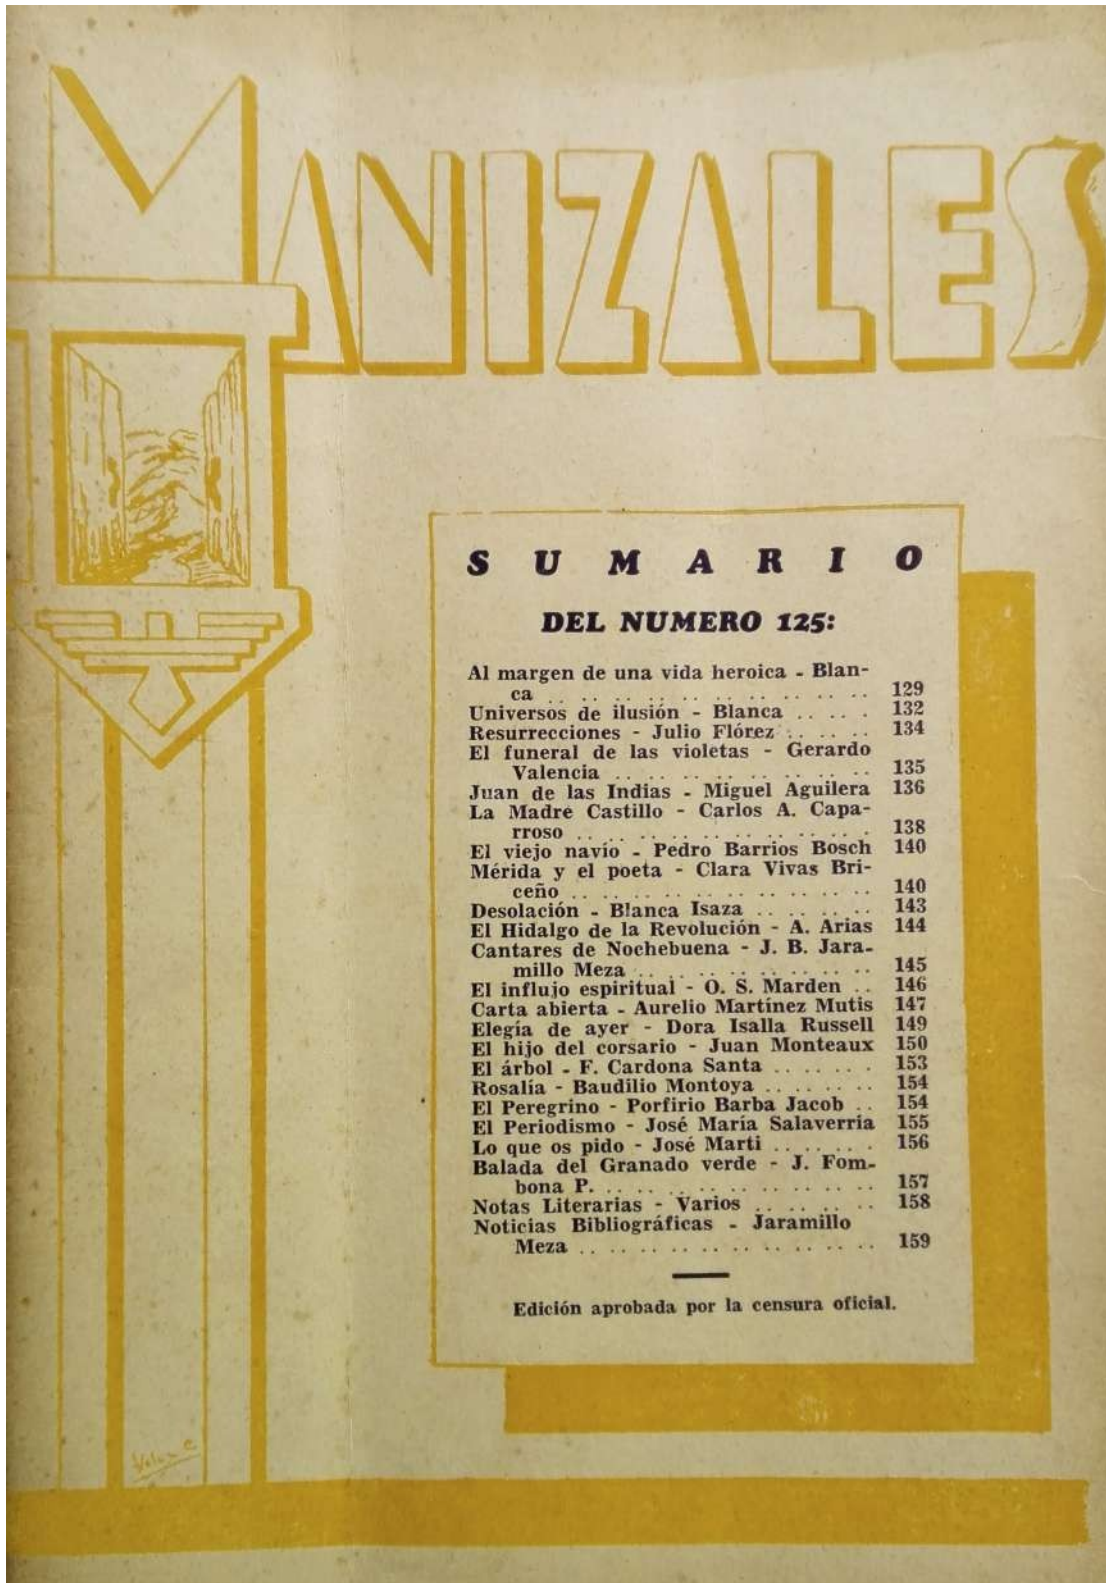 MANIZALES
SUMARIO
DEL NUMERO 125:
Al margen de una vida heroica - Blan-
ca .. .. .. .. .. .. .. .. .. 129
Universos de ilusión - Blanca .. .. . 132
Resurrecciones - Julio Flórez .. .. .. 134
El funeral de las violetas - Gerardo
Valencia .. .. .. .. .. .. .. .. 135
Juan de las Indias - Miguel Aguilera 136
La Madre Castillo - Carlos A. Capa-
rroso .. .. .. .. .. .. .. .. . 138
El viejo navío - Pedro Barrios Bosch 140
Mérida y el poeta - Clara Vivas Bri-
ceño .. .. .. .. .. .. .. .. .. 140
Desolación - Blanca Isaza .. .. .. .. 143
El Hidalgo de la Revolución - A. Arias 144
Cantares de Nochebuena - J. B. Jara-
millo Meza .. .. .. .. .. .. .. 145
El influjo espiritual - O. S. Marden .. 146
Carta abierta - Aurelio Martínez Mutis 147
Elegía de ayer - Dora Isalla Russell 149
El hijo del corsario - Juan Monteaux 150
El árbol - F. Cardona Santa .. .. .. . 153
Rosalía - Baudilio Montoya .. .. .. .. 154
El Peregrino - Porfirio Barba Jacob .. 154
El Periodismo - José María Salaverría 155
Lo que os pido - José Marti .. .. .. . 156
Balada del Granado verde - J. Fom-
bona P. .. .. .. .. .. .. .. .. 157
Notas Literarias - Varios .. .. .. .. 158
Noticias Bibliográficas - Jaramillo
Meza .. .. .. .. .. .. .. .. .. 159
Edición aprobada por la censura oficial.